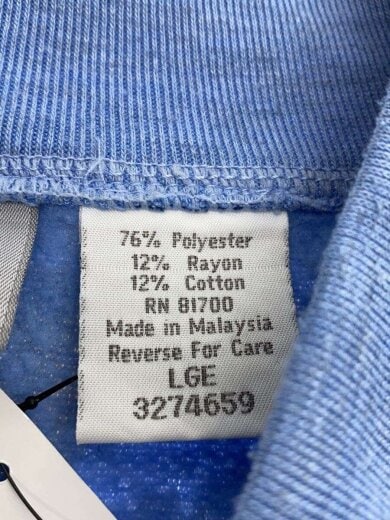 76% Polyester
12% Rayon
12% Cotton
RN 81700
Made in Malaysia
Reverse For Care
LGE
3274659